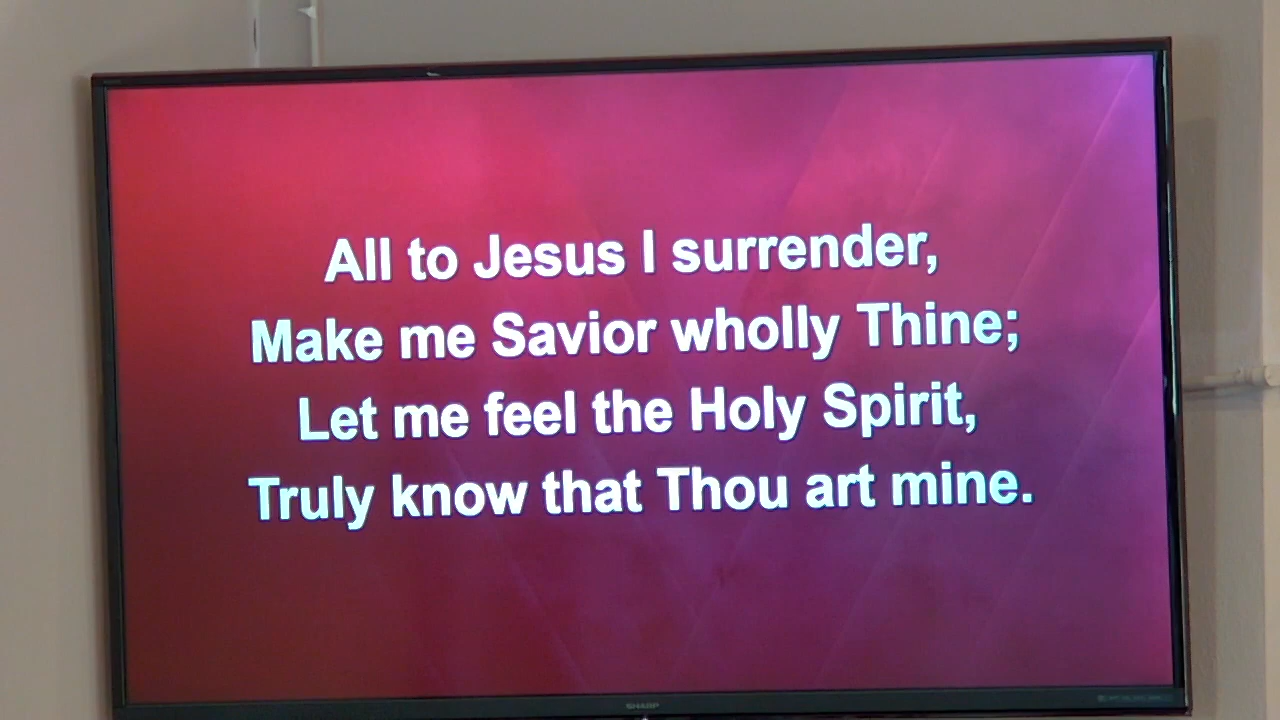 All to Jesus I surrender,
Make me Savior wholly Thine;
Let me feel the Holy Spirit,
Truly know that Thou art mine.
SHARP